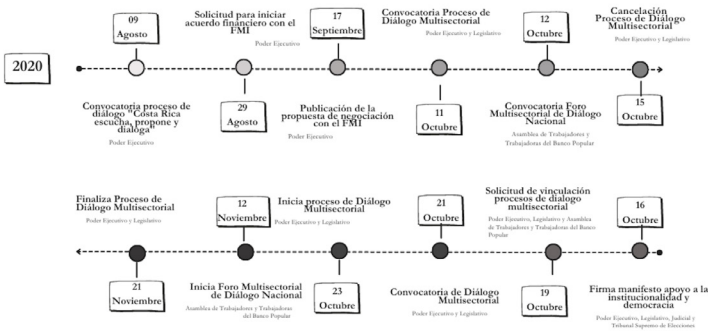 2020
09
Agosto
Convocatoria proceso de
diálogo "Costa Rica
escucha, propone y
dialoga"
Poder Ejecutivo
Solicitud para iniciar
acuerdo financiero con el
FMI
Poder Ejecutivo
29
Agosto
17
Septiembre
Publicación de la
propuesta de negociación
con el FMI
Poder Ejecutivo
Convocatoria Proceso de
Diálogo Multisectorial
Poder Ejecutivo y Legislativo
11
Octubre
12
Octubre
Convocatoria Foro
Multisectorial de Diálogo
Nacional
Asamblea de Trabajadores y
Trabajadoras del Banco Popular
Cancelación
Proceso de Diálogo
Multisectorial
Poder Ejecutivo y Legislativo
15
Octubre
Finaliza Proceso de
Diálogo Multisectorial
Poder Ejecutivo y Legislativo
21
Noviembre
12
Noviembre
Inicia Foro Multisectorial
de Diálogo Nacional
Asamblea de Trabajadores y Trabajadoras
del Banco Popular
Inicia proceso de Diálogo
Multisectorial
Poder Ejecutivo y Legislativo
23
Octubre
21
Octubre
Convocatoria de Diálogo
Multisectorial
Poder Ejecutivo y Legislativo
Solicitud de vinculación
procesos de diálogo
multisectorial
Poder Ejecutivo, Legislativo y Asamblea
de Trabajadores y Trabajadoras del Banco
Popular
19
Octubre
16
Octubre
Firma manifesto apoyo a la
institucionalidad y
democracia
Poder Ejecutivo, Legislativo, Judicial y
Tribunal Supremo de Elecciones